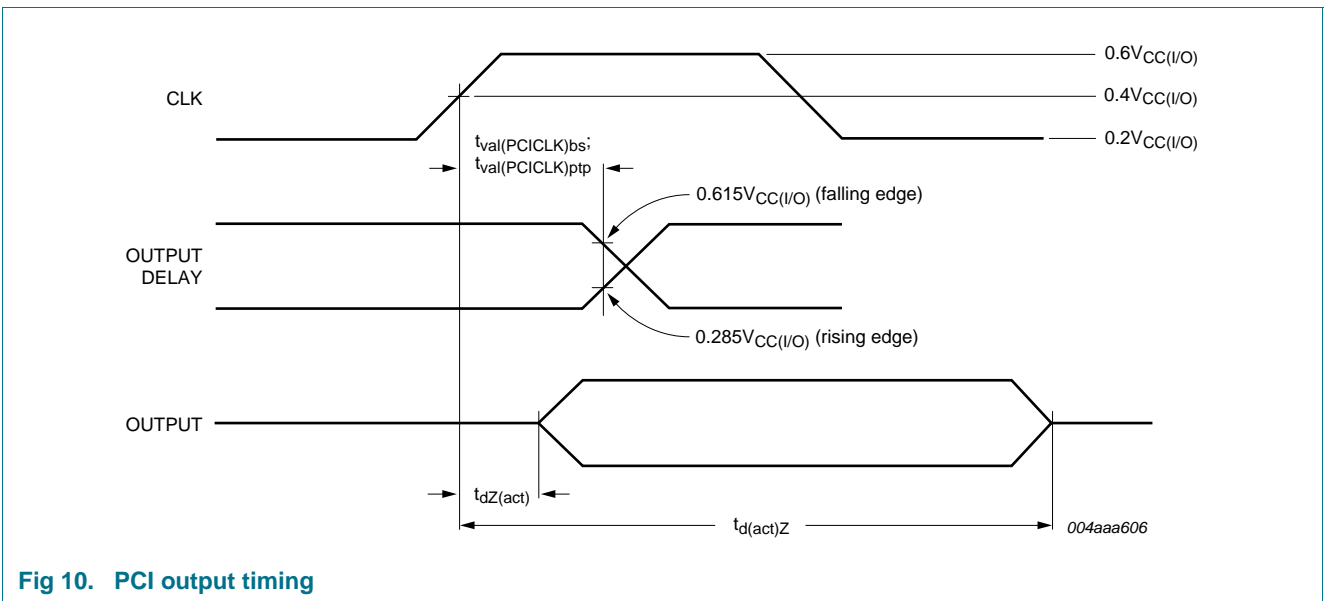 0.6VCC(I/O)
CLK
0.4VCC(I/O)
0.2VCC(I/O)
tval(PCICLK)bs;
tval(PCICLK)ptp
0.615VCC(I/O) (falling edge)
OUTPUT
DELAY
0.285VCC(I/O) (rising edge)
OUTPUT
tdZ(act)
td(act)Z
004aaa606
Fig 10. PCI output timing